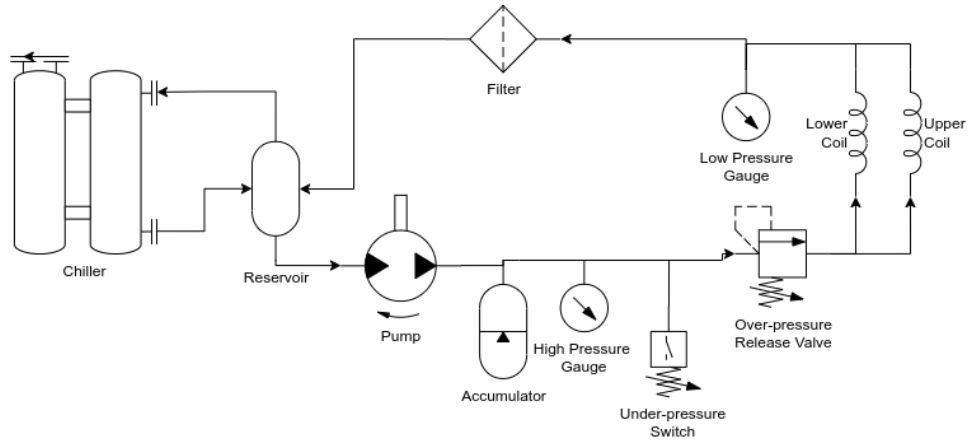 Filter
Lower
Coil
Upper
Coil
Low Pressure
Gauge
Chiller
Reservoir
Pump
Accumulator
High Pressure
Gauge
Over-pressure
Release Valve
Under-pressure
Switch